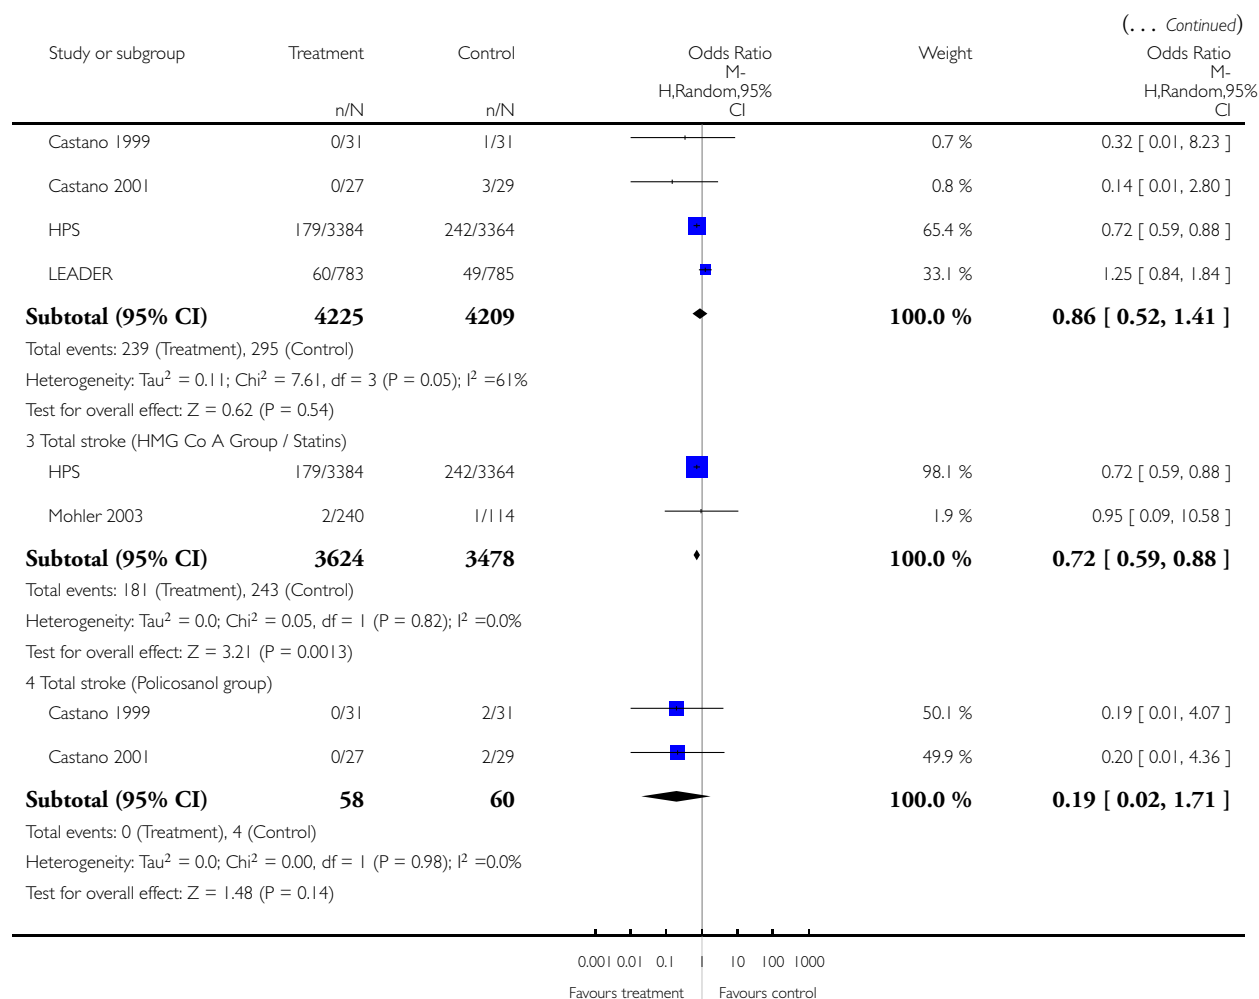 (. . . Continued)
Study or subgroup Treatment Control Odds Ratio Weight Odds Ratio
M- M-
H,Random,95% H,Random,95%
n/N n/N CI CI
Castano 1999 0/31 1/31 0.7 % 0.32 [ 0.01, 8.23 ]
Castano 2001 0/27 3/29 0.8 % 0.14 [ 0.01, 2.80 ]
HPS 179/3384 242/3364 65.4 % 0.72 [ 0.59, 0.88 ]
LEADER 60/783 49/785 33.1 % 1.25 [ 0.84, 1.84 ]
Subtotal (95% CI) 4225 4209 100.0 % 0.86 [ 0.52, 1.41 ]
Total events: 239 (Treatment), 295 (Control)
Heterogeneity: Tau² = 0.11; Chi² = 7.61, df = 3 (P = 0.05); I² =61%
Test for overall effect: Z = 0.62 (P = 0.54)
3 Total stroke (HMG Co A Group / Statins)
HPS 179/3384 242/3364 98.1 % 0.72 [ 0.59, 0.88 ]
Mohler 2003 2/240 1/114 1.9 % 0.95 [ 0.09, 10.58 ]
Subtotal (95% CI) 3624 3478 100.0 % 0.72 [ 0.59, 0.88 ]
Total events: 181 (Treatment), 243 (Control)
Heterogeneity: Tau² = 0.0; Chi² = 0.05, df = 1 (P = 0.82); I² =0.0%
Test for overall effect: Z = 3.21 (P = 0.0013)
4 Total stroke (Policosanol group)
Castano 1999 0/31 2/31 50.1 % 0.19 [ 0.01, 4.07 ]
Castano 2001 0/27 2/29 49.9 % 0.20 [ 0.01, 4.36 ]
Subtotal (95% CI) 58 60 100.0 % 0.19 [ 0.02, 1.71 ]
Total events: 0 (Treatment), 4 (Control)
Heterogeneity: Tau² = 0.0; Chi² = 0.00, df = 1 (P = 0.98); I² =0.0%
Test for overall effect: Z = 1.48 (P = 0.14)
0.001 0.01 0.1 1 10 100 1000
Favours treatment Favours control